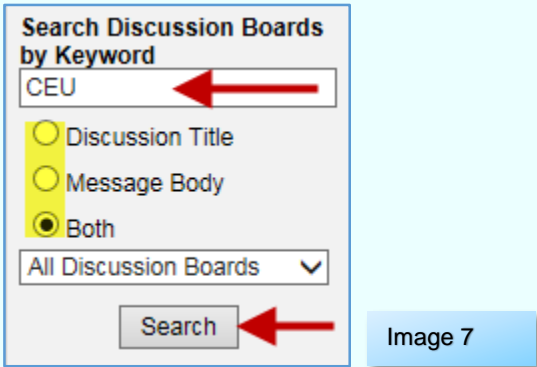 Search Discussion Boards
by Keyword
CEU
Discussion Title
Message Body
Both
All Discussion Boards
Search
Image 7